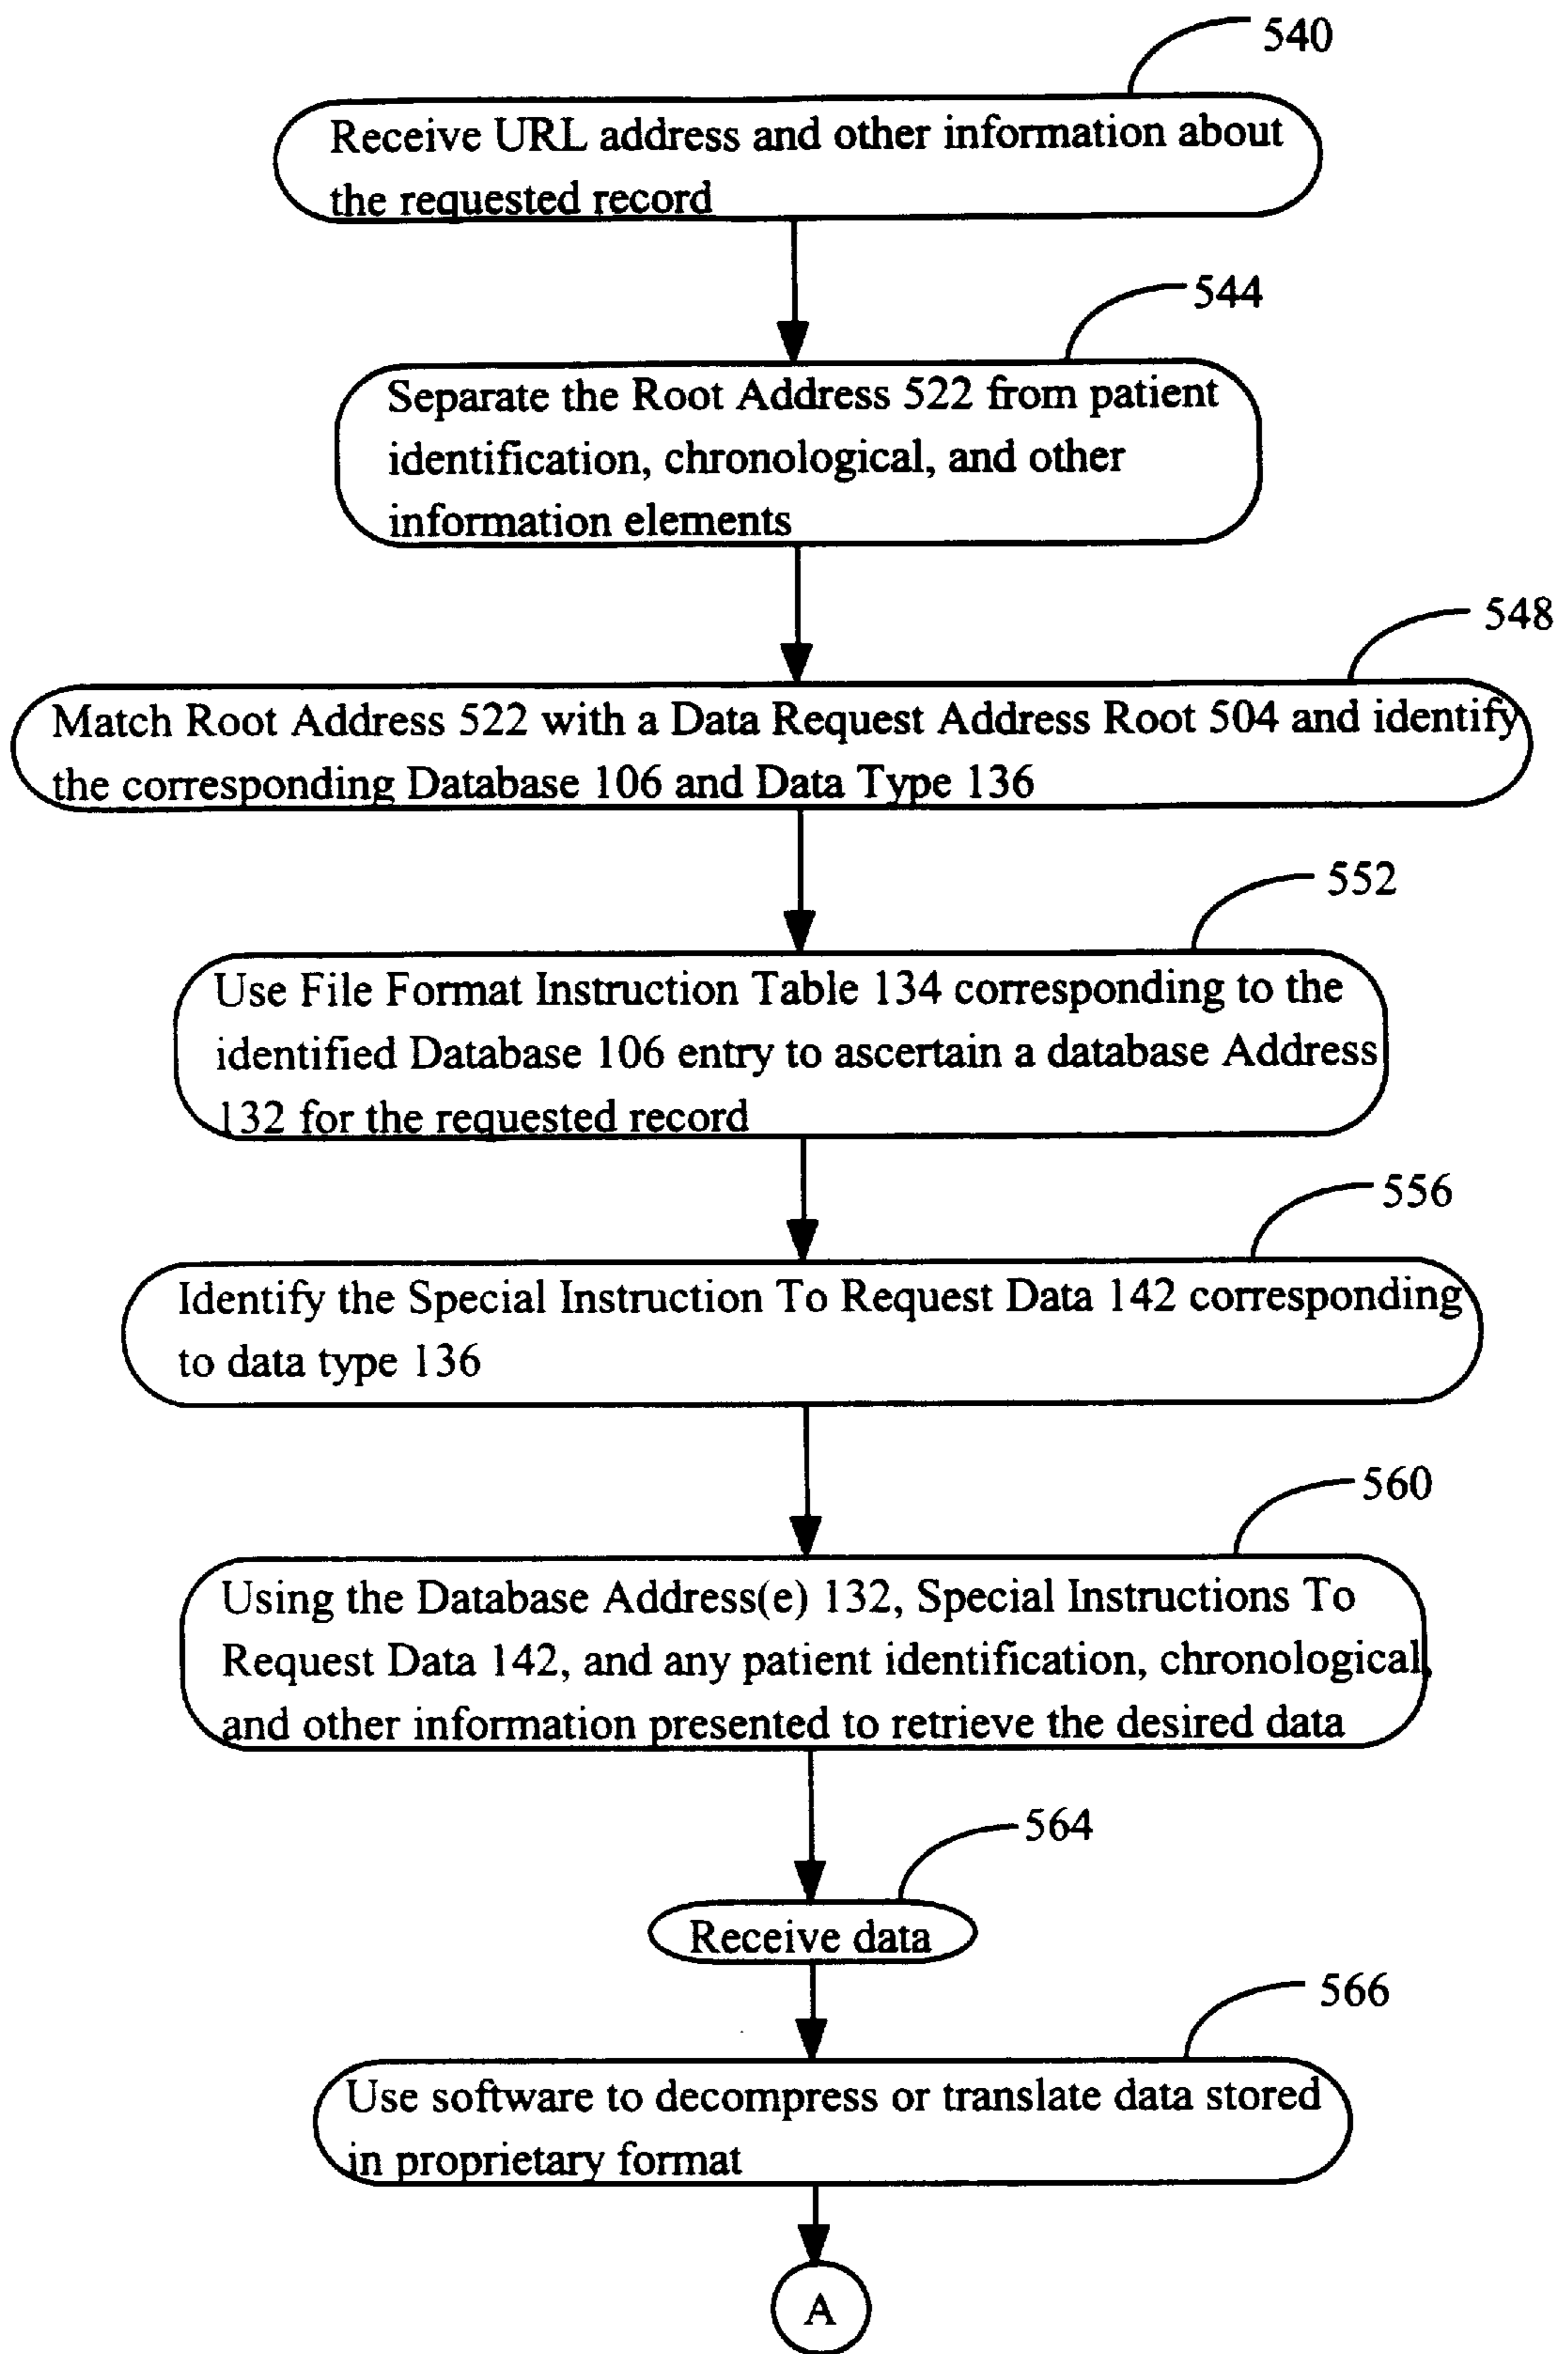 540
Receive URL address and other information about
the requested record
544
Separate the Root Address 522 from patient
identification, chronological, and other
information elements
548
Match Root Address 522 with a Data Request Address Root 504 and identify
the corresponding Database 106 and Data Type 136
552
Use File Format Instruction Table 134 corresponding to the
identified Database 106 entry to ascertain a database Address
132 for the requested record
556
Identify the Special Instruction To Request Data 142 corresponding
to data type 136
560
Using the Database Address(e) 132, Special Instructions To
Request Data 142, and any patient identification, chronological,
and other information presented to retrieve the desired data
564
Receive data
566
Use software to decompress or translate data stored
in proprietary format
A